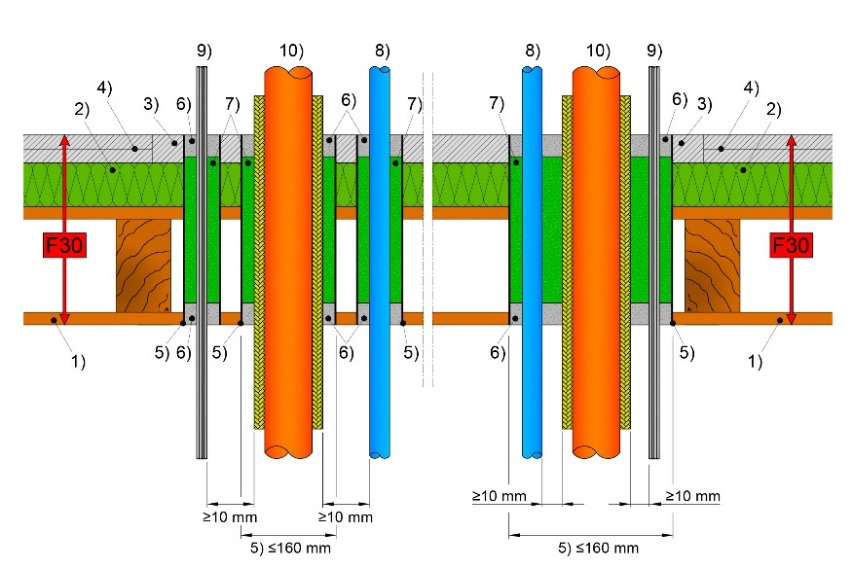 9) 10) 8) 8) 10) 9)
4) 4)
2) 3) 6) 7) 6) 7) 7) 6) 3) 2)
F30 F30
1) 5) 6) 5) 6) 5) 6) 5) 1)
≥10 mm ≥10 mm ≥10 mm ≥10 mm
5) ≤160 mm 5) ≤160 mm